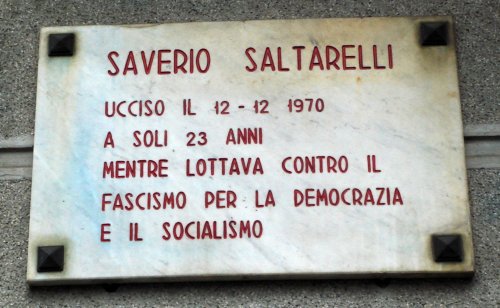 SAVERIO SALTARELLI
UCCISO IL 12-12 1970
A SOLI 23 ANNI
MENTRE LOTTAVA CONTRO IL
FASCISMO PER LA DEMOCRAZIA
E IL SOCIALISMO